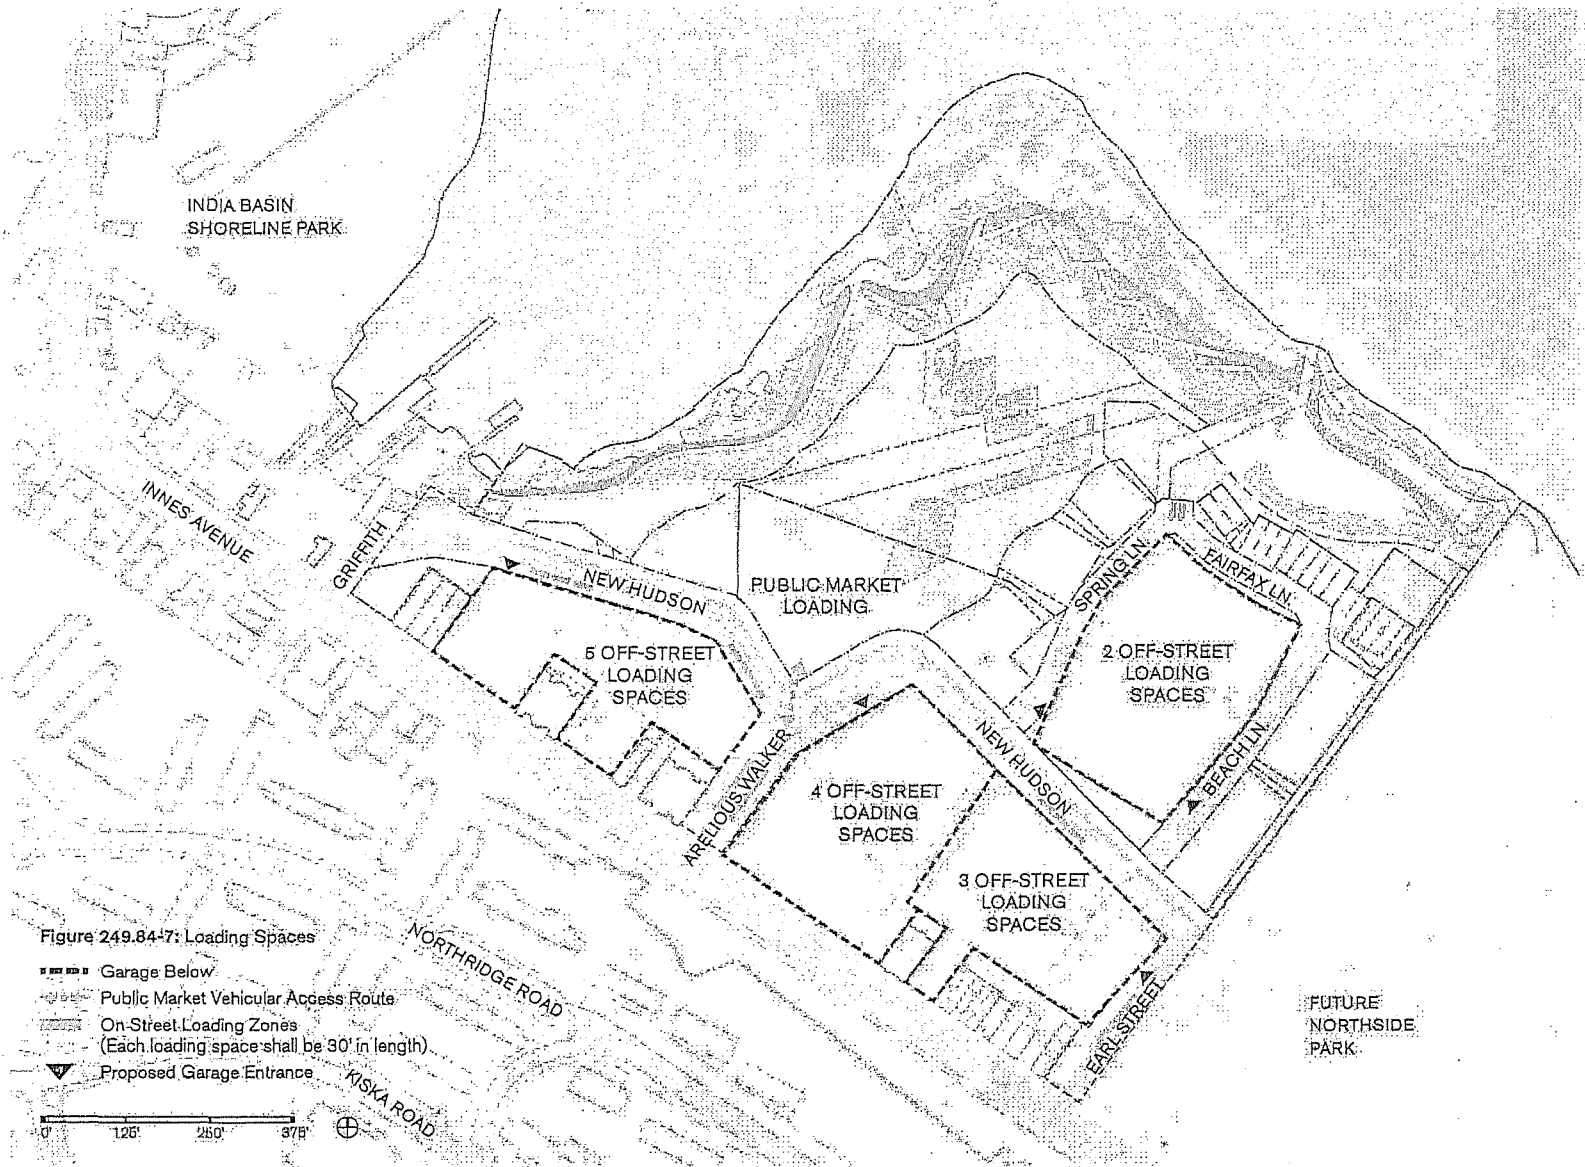 INDIA BASIN
SHORELINE PARK
INNES AVENUE
GRIFFITH
NEW HUDSON
PUBLIC MARKET
LOADING
SPRING LN
FAIRFAX LN
5 OFF-STREET
LOADING
SPACES
2 OFF-STREET
LOADING
SPACES
ARELIOUS WALKER
NEW HUDSON
BEACH LN
4 OFF-STREET
LOADING
SPACES
3 OFF-STREET
LOADING
SPACES
EARL STREET
FUTURE
NORTHSIDE
PARK
NORTHRIDGE ROAD
KISKA ROAD
Figure 249.84-7: Loading Spaces
Garage Below
Public Market Vehicular Access Route
On-Street Loading Zones
(Each loading space shall be 30' in length)
Proposed Garage Entrance
0' 125' 250' 375'